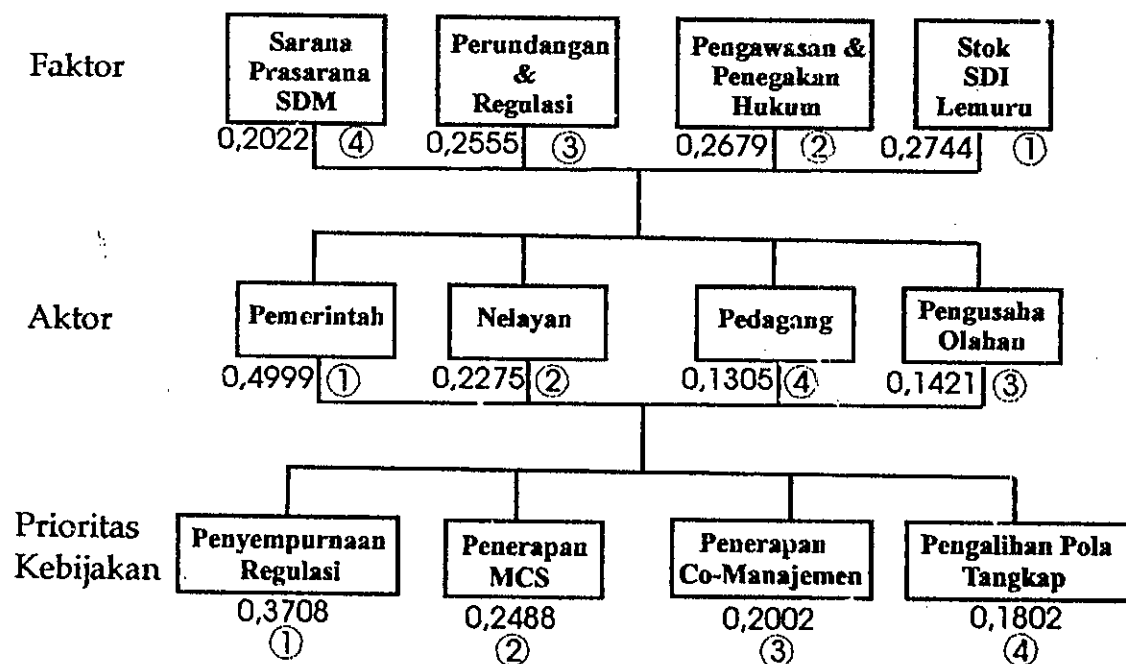 Faktor
Sarana
Prasarana
SDM
Perundangan
&
Regulasi
Pengawasan &
Penegakan
Hukum
Stok
SDI
Lemuru
0,2022 ④
0,2555 ③
0,2679 ②
0,2744 ①
Aktor
Pemerintah
Nelayan
Pedagang
Pengusaha
Olahan
0,4999 ①
0,2275 ②
0,1305 ④
0,1421 ③
Prioritas
Kebijakan
Penyempurnaan
Regulasi
Penerapan
MCS
Penerapan
Co-Manajemen
Pengalihan Pola
Tangkap
0,3708
①
0,2488
②
0,2002
③
0,1802
④